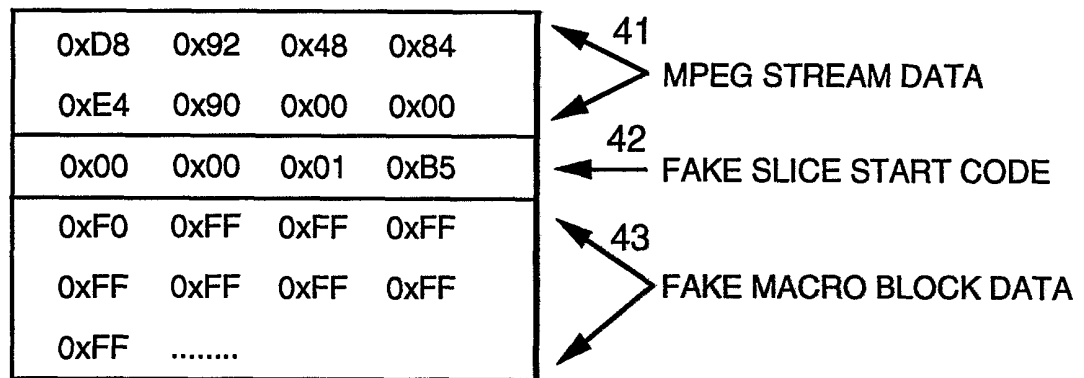 0xD8 0x92 0x48 0x84
0xE4 0x90 0x00 0x00
41
MPEG STREAM DATA
0x00 0x00 0x01 0xB5
42
FAKE SLICE START CODE
0xF0 0xFF 0xFF 0xFF
0xFF 0xFF 0xFF 0xFF
0xFF ........
43
FAKE MACRO BLOCK DATA